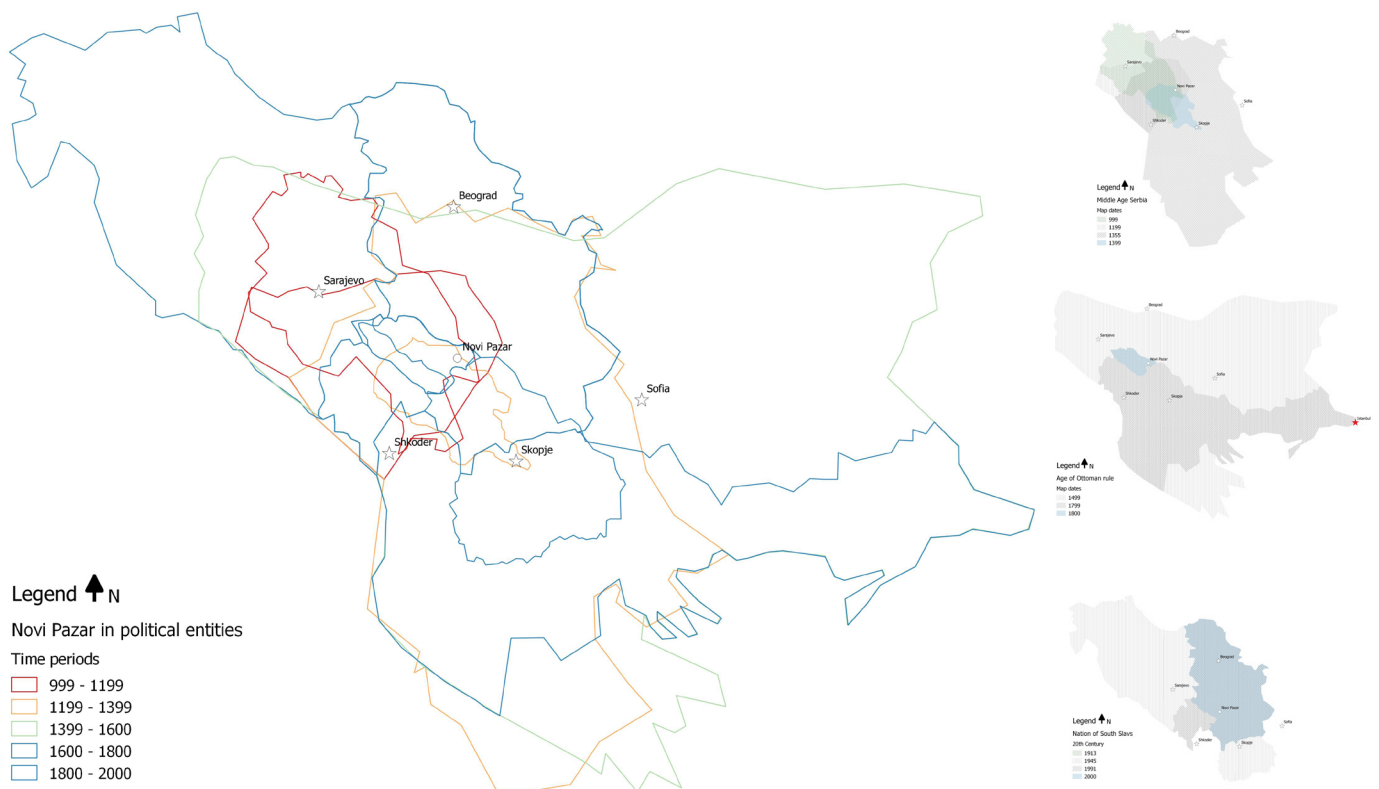 Beograd
Sarajevo
Novi Pazar
Sofia
Shkoder
Skopje
Legend N
Novi Pazar in political entities
Time periods
999 - 1199
1199 - 1399
1399 - 1600
1600 - 1800
1800 - 2000
Beograd
Sarajevo
Novi Pazar
Sofia
Shkoder
Skopje
Legend N
Middle Age Serbia
Map dates
999
1199
1355
1399
Beograd
Sarajevo
Novi Pazar
Sofia
Shkoder
Skopje
Istanbul
Legend N
Age of Ottoman rule
Map dates
1499
1799
1800
Beograd
Sarajevo
Novi Pazar
Sofia
Shkoder
Skopje
Legend N
Nation of South Slavs
20th Century
1913
1945
1991
2000